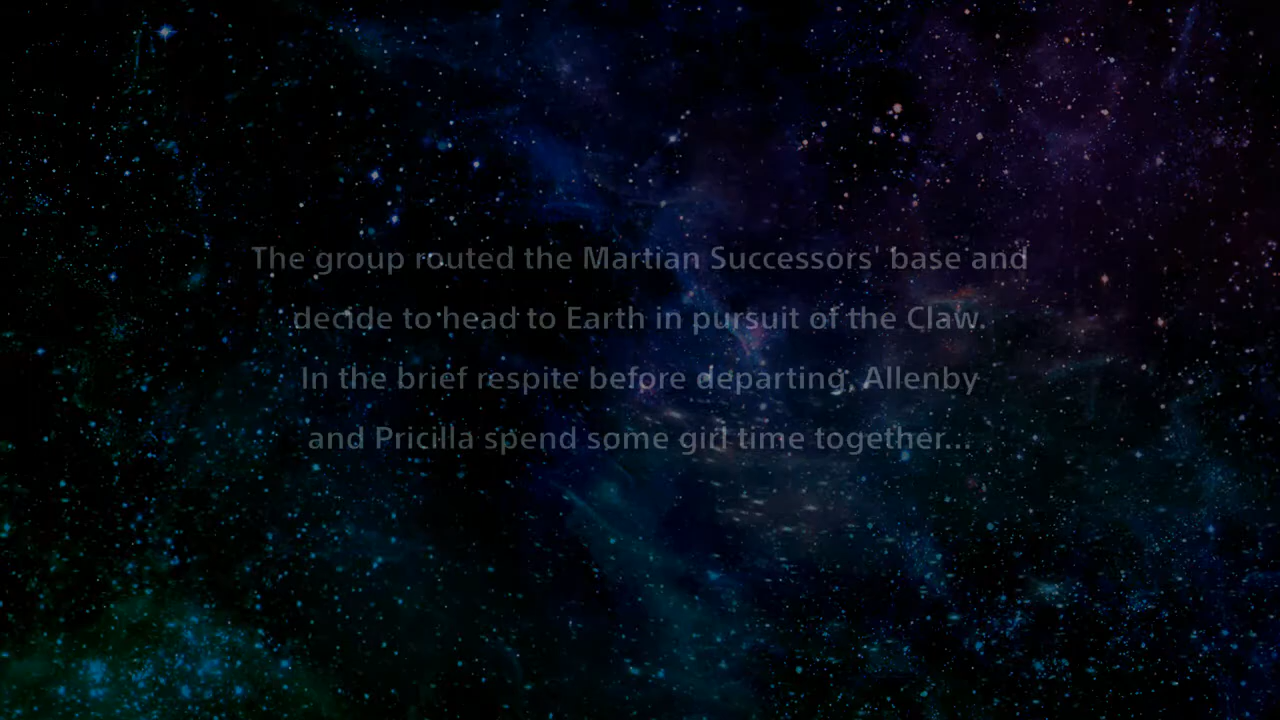 The group routed the Martian Successors' base and
decide to head to Earth in pursuit of the Claw.
In the brief respite before departing, Allenby
and Pricilla spend some girl time together...